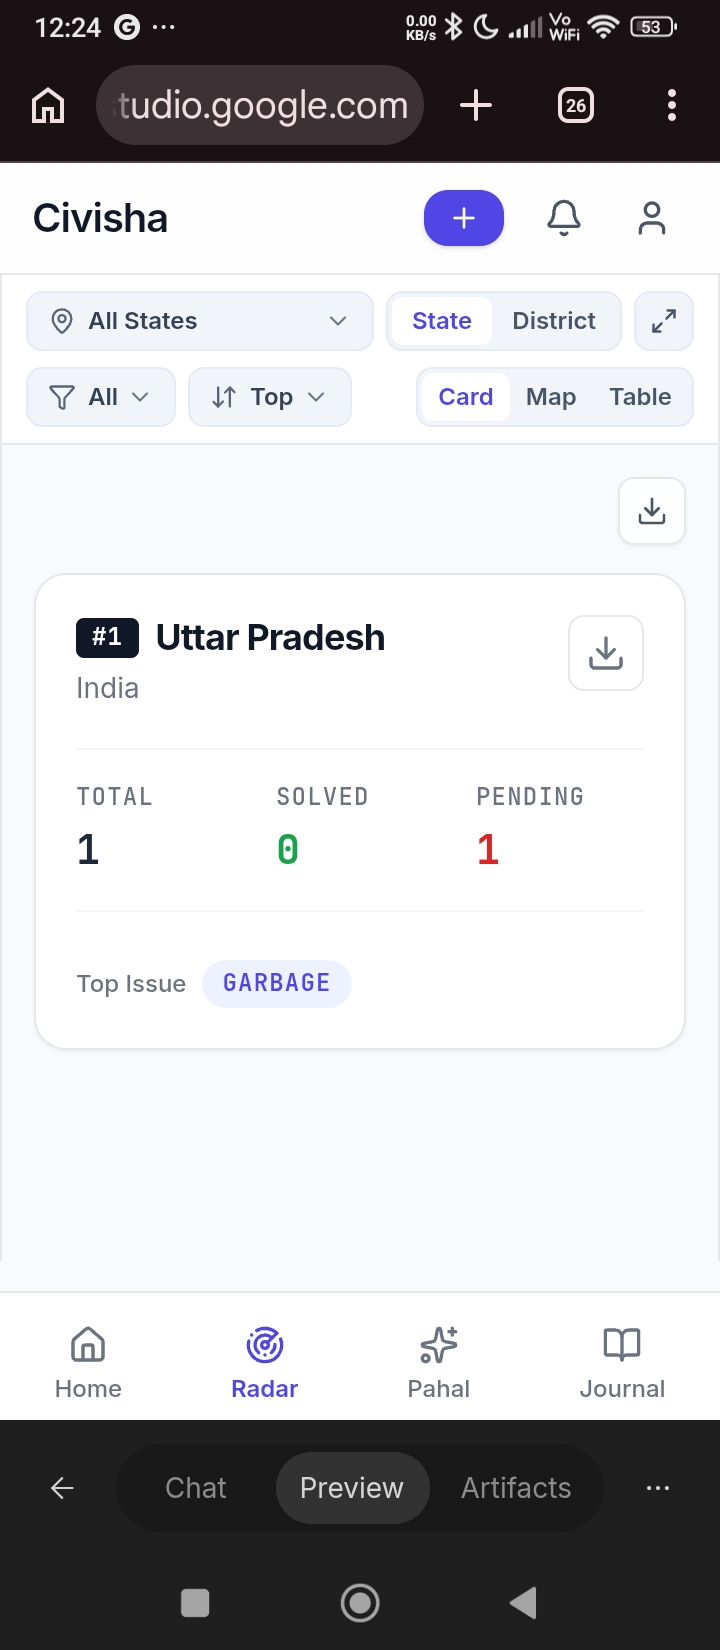 12:24 G ... 0.00 KB/s Vo WiFi 53
tudio.google.com 26
Civisha
All States State District
All Top Card Map Table
#1 Uttar Pradesh
India
TOTAL SOLVED PENDING
1 0 1
Top Issue GARBAGE
Home Radar Pahal Journal
Chat Preview Artifacts